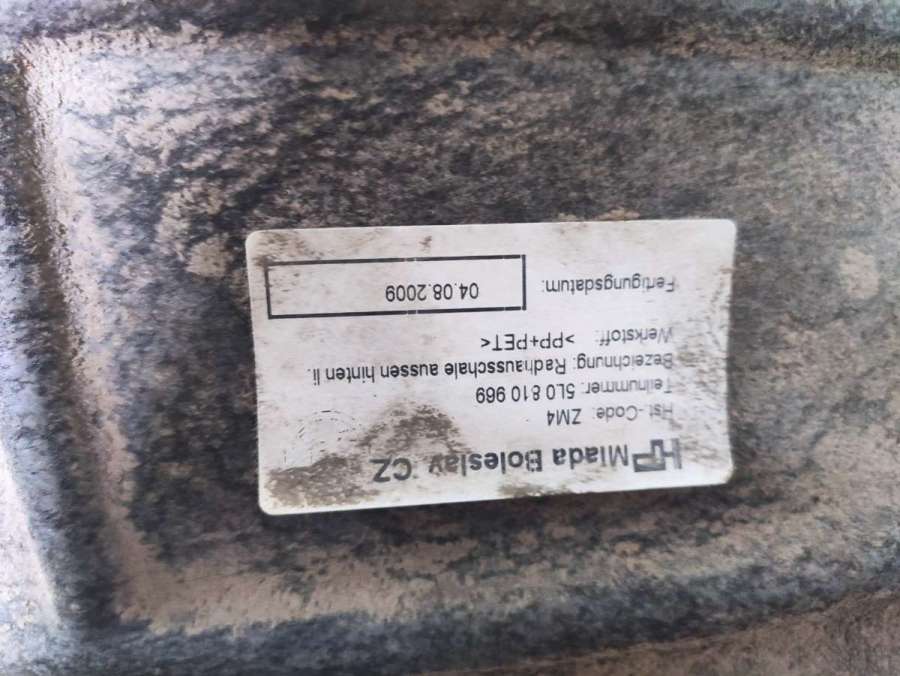 HP Mlada Boleslav CZ
Hst.-Code: ZM4
Teilnummer: 5L0 810 969
Bezeichnung: Radhausschale aussen hinten li.
Werkstoff: >PP+PET<
Fertigungsdatum: 04.08.2009